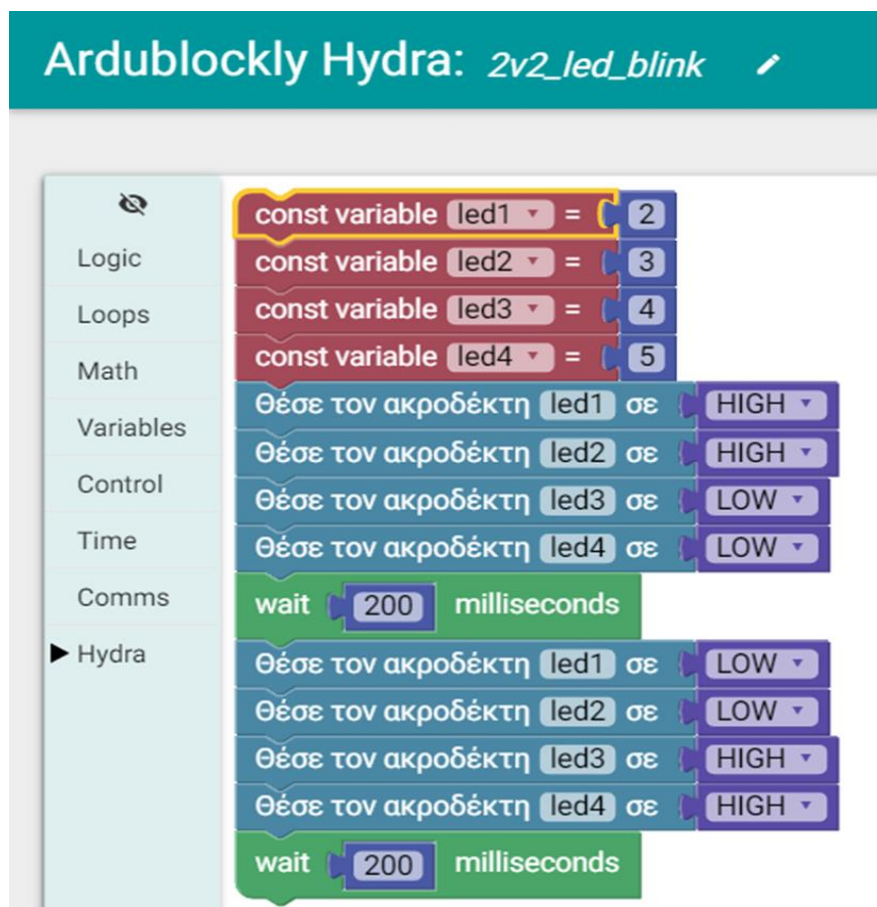 Ardublockly Hydra: 2v2_led_blink
Logic
Loops
Math
Variables
Control
Time
Comms
Hydra
const variable led1 = 2
const variable led2 = 3
const variable led3 = 4
const variable led4 = 5
Θέσε τον ακροδέκτη led1 σε HIGH
Θέσε τον ακροδέκτη led2 σε HIGH
Θέσε τον ακροδέκτη led3 σε LOW
Θέσε τον ακροδέκτη led4 σε LOW
wait 200 milliseconds
Θέσε τον ακροδέκτη led1 σε LOW
Θέσε τον ακροδέκτη led2 σε LOW
Θέσε τον ακροδέκτη led3 σε HIGH
Θέσε τον ακροδέκτη led4 σε HIGH
wait 200 milliseconds